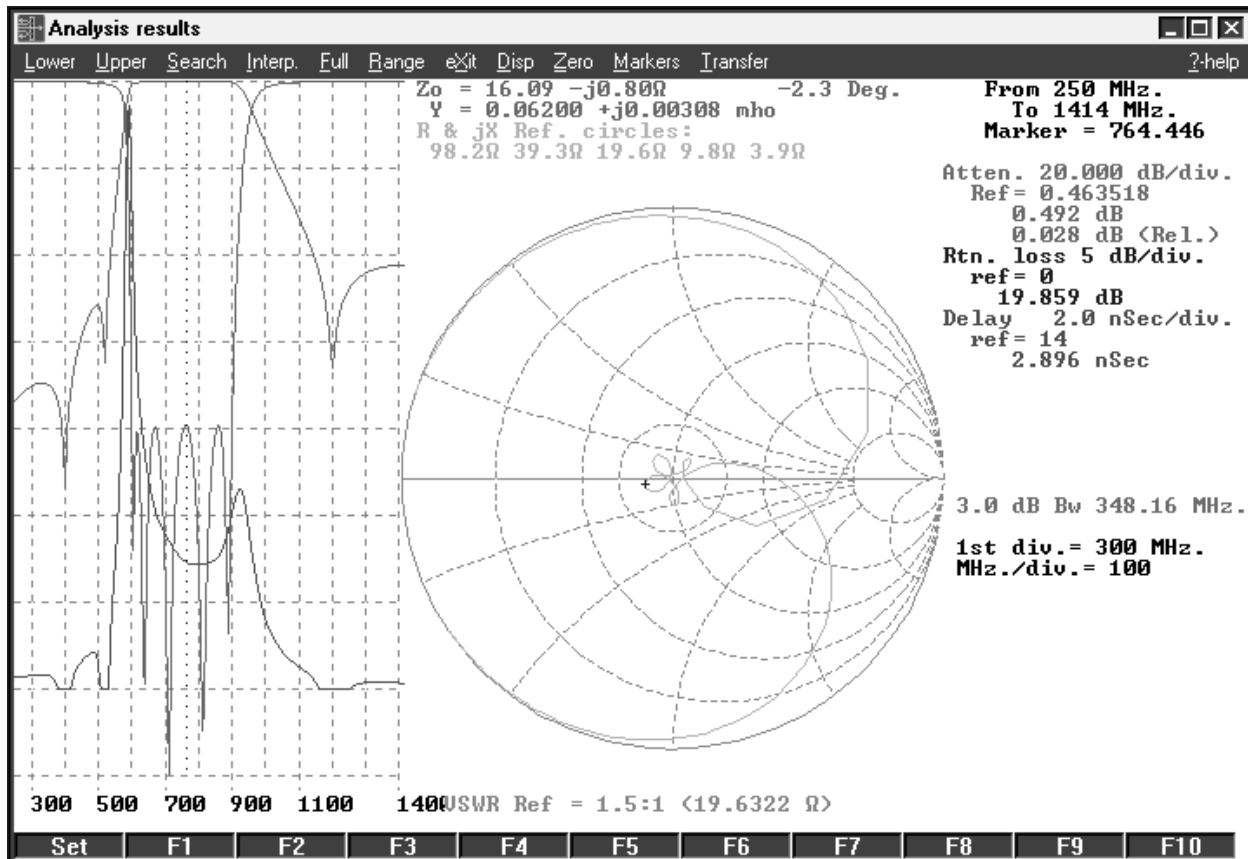 Analysis results
Lower Upper Search Interp. Full Range eXit Disp Zero Markers Transfer ?-help
Zo = 16.09 -j0.80Ω -2.3 Deg.
Y = 0.06200 +j0.00308 mho
R & jX Ref. circles:
98.2Ω 39.3Ω 19.6Ω 9.8Ω 3.9Ω
From 250 MHz.
To 1414 MHz.
Marker = 764.446
Atten. 20.000 dB/div.
Ref= 0.463518
0.492 dB
0.028 dB (Rel.)
Rtn. loss 5 dB/div.
ref= 0
19.859 dB
Delay 2.0 nSec/div.
ref= 14
2.896 nSec
3.0 dB Bw 348.16 MHz.
1st div.= 300 MHz.
MHz./div.= 100
300 500 700 900 1100 1400
VSWR Ref = 1.5:1 (19.6322 Ω)
Set F1 F2 F3 F4 F5 F6 F7 F8 F9 F10